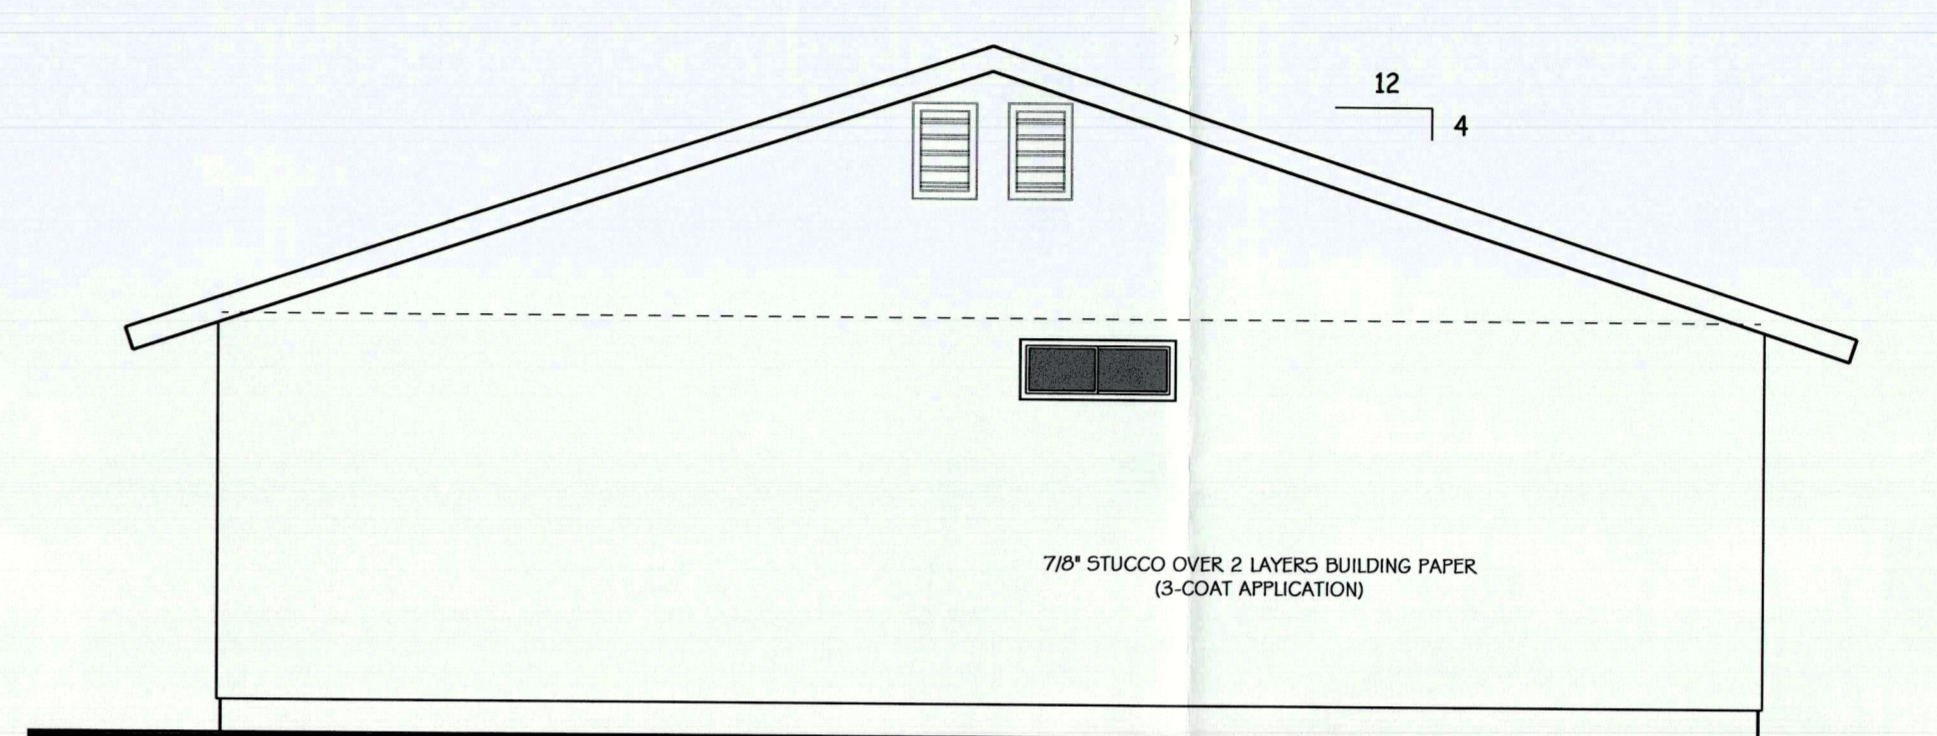 12
4
7/8" STUCCO OVER 2 LAYERS BUILDING PAPER
(3-COAT APPLICATION)